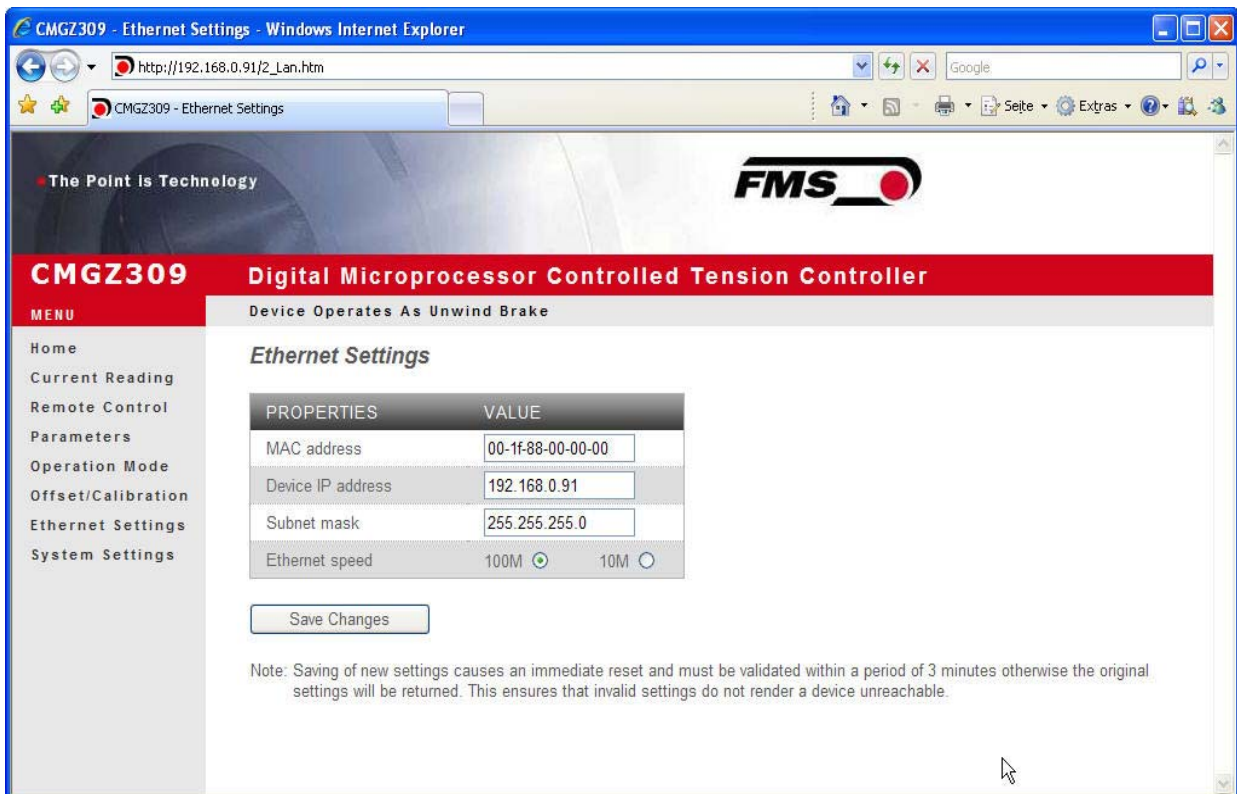 CMGZ309 - Ethernet Settings - Windows Internet Explorer
http://192.168.0.91/2_Lan.htm
Google
CMGZ309 - Ethernet Settings
Seite
Extras
The Point is Technology
FMS
CMGZ309
Digital Microprocessor Controlled Tension Controller
MENU
Device Operates As Unwind Brake
Home
Current Reading
Remote Control
Parameters
Operation Mode
Offset/Calibration
Ethernet Settings
System Settings
Ethernet Settings
PROPERTIES VALUE
MAC address 00-1f-88-00-00-00
Device IP address 192.168.0.91
Subnet mask 255.255.255.0
Ethernet speed 100M 10M
Save Changes
Note: Saving of new settings causes an immediate reset and must be validated within a period of 3 minutes otherwise the original
settings will be returned. This ensures that invalid settings do not render a device unreachable.